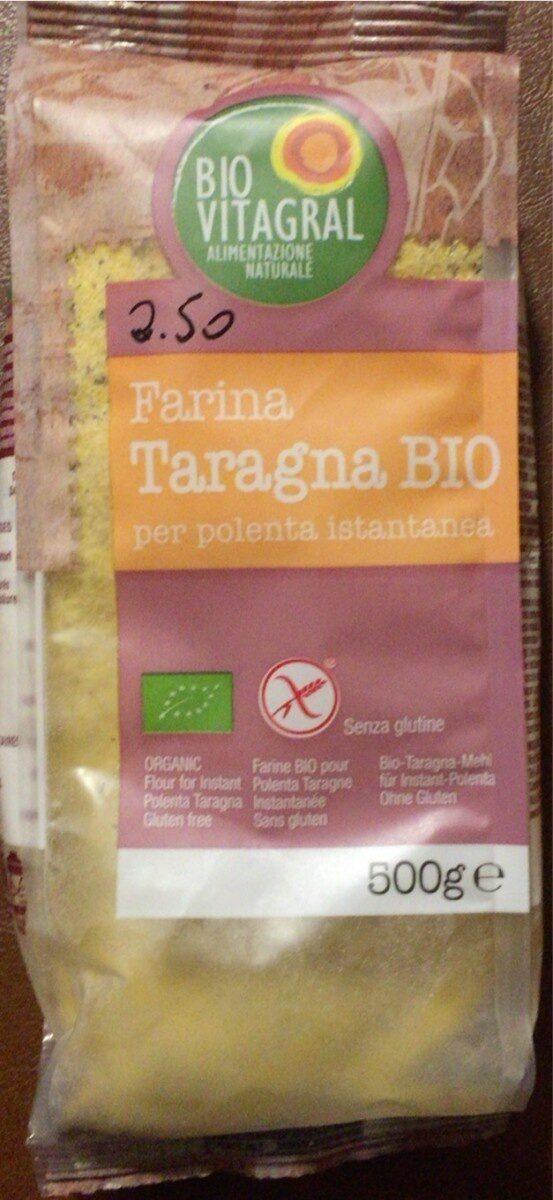 BIO
VITAGRAL
ALIMENTAZIONE
NATURALE
2.50
Farina
Taragna BIO
per polenta istantanea
Senza glutine
ORGANIC
Flour for Instant
Polenta Taragna
Gluten free
Farine BIO pour
Polenta Taragne
Instantanée
Sans gluten
Bio-Taragna-Mehl
für Instant-Polenta
Ohne Gluten
500g e